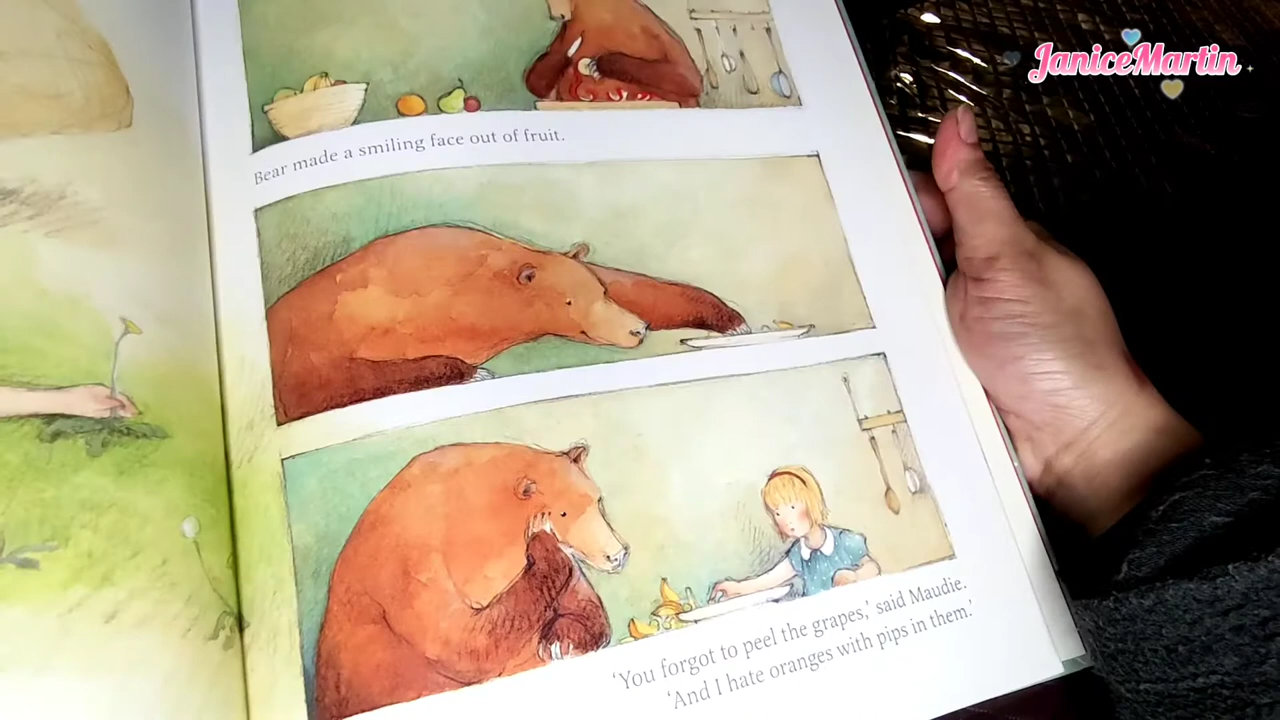 JaniceMartin
Bear made a smiling face out of fruit.
‘You forgot to peel the grapes,’ said Maudie.
‘And I hate oranges with pips in them.’